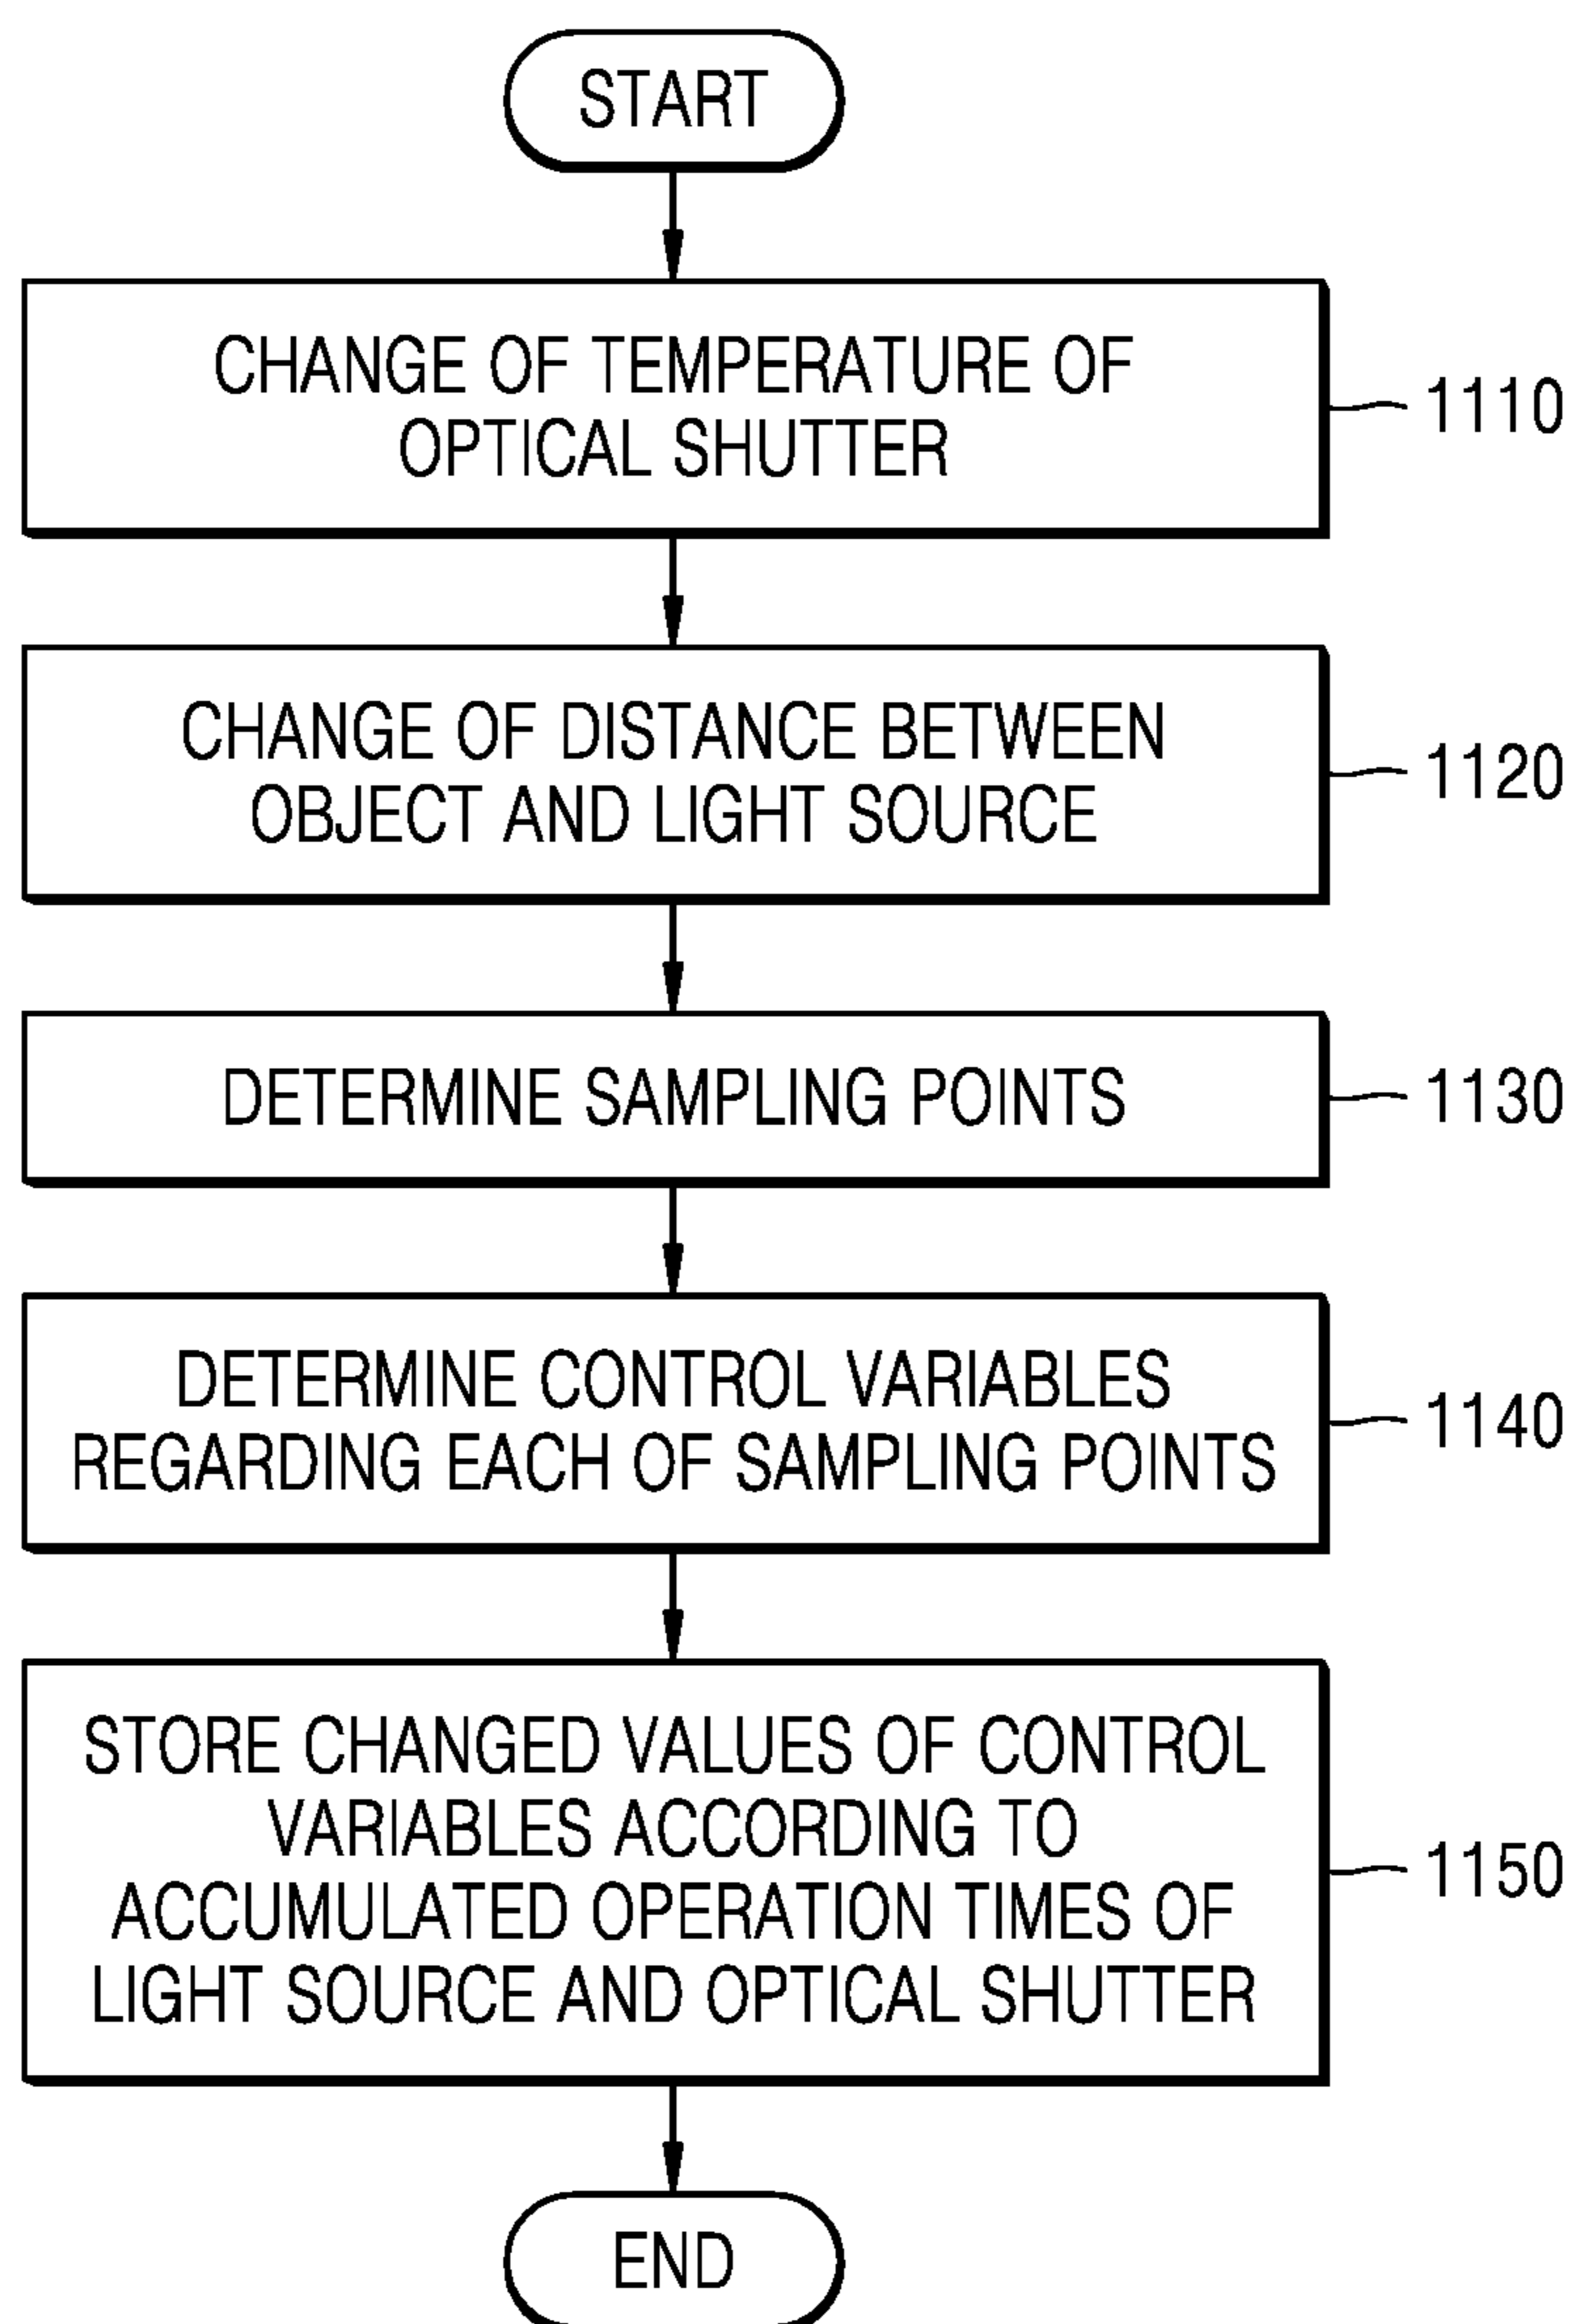 START
CHANGE OF TEMPERATURE OF
OPTICAL SHUTTER
1110
CHANGE OF DISTANCE BETWEEN
OBJECT AND LIGHT SOURCE
1120
DETERMINE SAMPLING POINTS
1130
DETERMINE CONTROL VARIABLES
REGARDING EACH OF SAMPLING POINTS
1140
STORE CHANGED VALUES OF CONTROL
VARIABLES ACCORDING TO
ACCUMULATED OPERATION TIMES OF
LIGHT SOURCE AND OPTICAL SHUTTER
1150
END